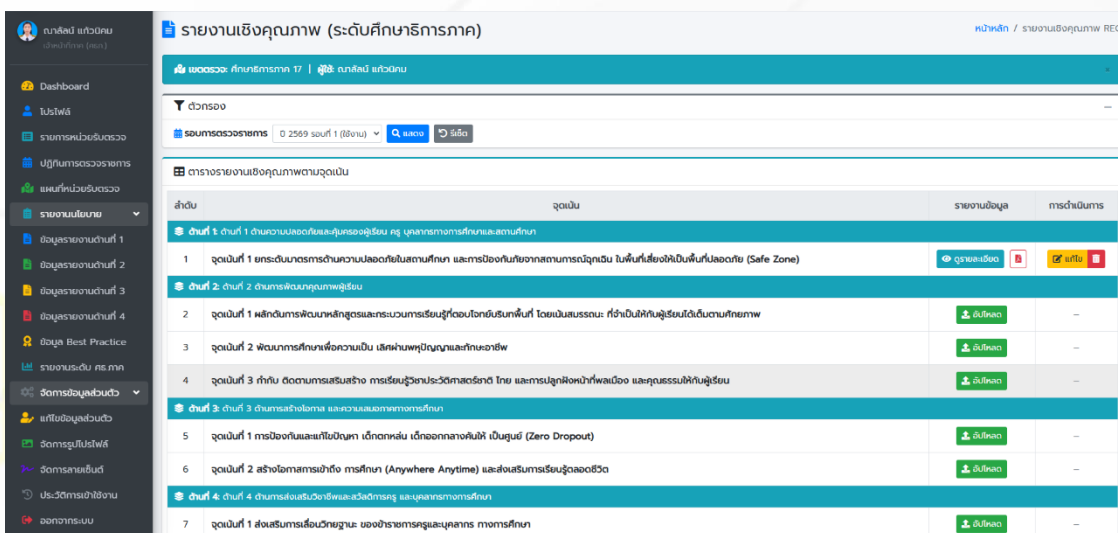 ณาลัลน์ แก้วนิคม
เจ้าหน้าที่ภาค (ศธภ.)
Dashboard
โปรไฟล์
รายการหน่วยรับตรวจ
ปฏิทินการตรวจราชการ
แผนที่หน่วยรับตรวจ
รายงานนโยบาย
ข้อมูลรายงานด้านที่ 1
ข้อมูลรายงานด้านที่ 2
ข้อมูลรายงานด้านที่ 3
ข้อมูลรายงานด้านที่ 4
ข้อมูล Best Practice
รายงานระดับ ศธ.ภาค
จัดการข้อมูลส่วนตัว
แก้ไขข้อมูลส่วนตัว
จัดการรูปโปรไฟล์
จัดการลายเซ็นต์
ประวัติการเข้าใช้งาน
ออกจากระบบ
รายงานเชิงคุณภาพ (ระดับศึกษาธิการภาค)
หน้าหลัก / รายงานเชิงคุณภาพ REG
เขตตรวจ: ศึกษาธิการภาค 17 | ผู้ใช้: ณาลัลน์ แก้วนิคม
ตัวกรอง
รอบการตรวจราชการ ปี 2569 รอบที่ 1 (ใช้งาน) แสดง รีเซ็ต
ตารางรายงานเชิงคุณภาพตามจุดเน้น
ลำดับ จุดเน้น รายงานข้อมูล การดำเนินการ
ด้านที่ 1: ด้านที่ 1 ด้านความปลอดภัยและคุ้มครองผู้เรียน ครู บุคลากรทางการศึกษาและสถานศึกษา
1 จุดเน้นที่ 1 ยกระดับมาตรการด้านความปลอดภัยในสถานศึกษา และการป้องกันภัยจากสถานการณ์ฉุกเฉิน ในพื้นที่เสี่ยงให้เป็นพื้นที่ปลอดภัย (Safe Zone) ดูรายละเอียด แก้ไข
ด้านที่ 2: ด้านที่ 2 ด้านการพัฒนาคุณภาพผู้เรียน
2 จุดเน้นที่ 1 ผลักดันการพัฒนาหลักสูตรและกระบวนการเรียนรู้ที่ตอบโจทย์บริบทพื้นที่ โดยเน้นสมรรถนะ ที่จำเป็นให้กับผู้เรียนได้เต็มตามศักยภาพ อัปโหลด –
3 จุดเน้นที่ 2 พัฒนาการศึกษาเพื่อความเป็น เลิศผ่านพหุปัญญาและทักษะอาชีพ อัปโหลด –
4 จุดเน้นที่ 3 กำกับ ติดตามการเสริมสร้าง การเรียนรู้วิชาประวัติศาสตร์ชาติ ไทย และการปลูกฝังหน้าที่พลเมือง และคุณธรรมให้กับผู้เรียน อัปโหลด –
ด้านที่ 3: ด้านที่ 3 ด้านการสร้างโอกาส และความเสมอภาคทางการศึกษา
5 จุดเน้นที่ 1 การป้องกันและแก้ไขปัญหา เด็กตกหล่น เด็กออกกลางคันให้ เป็นศูนย์ (Zero Dropout) อัปโหลด –
6 จุดเน้นที่ 2 สร้างโอกาสการเข้าถึง การศึกษา (Anywhere Anytime) และส่งเสริมการเรียนรู้ตลอดชีวิต อัปโหลด –
ด้านที่ 4: ด้านที่ 4 ด้านการส่งเสริมวิชาชีพและสวัสดิการครู และบุคลากรทางการศึกษา
7 จุดเน้นที่ 1 ส่งเสริมการเลื่อนวิทยฐานะ ของข้าราชการครูและบุคลากร ทางการศึกษา อัปโหลด –